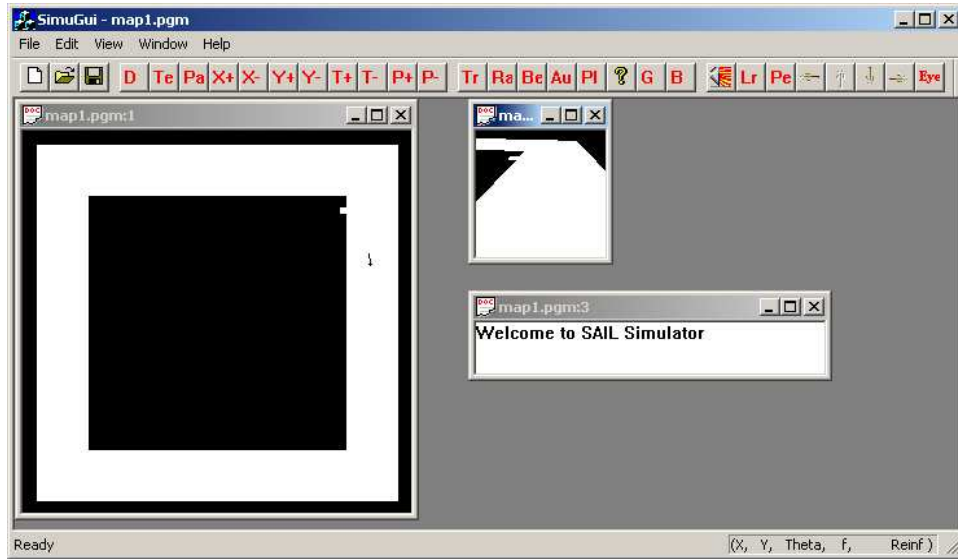 SimuGui - map1.pgm
File Edit View Window Help
D Te Pa X+ X- Y+ Y- T+ T- P+ P- Tr Ra Be Au Pl ? G B Lr Pe Eye
map1.pgm:1
ma...
map1.pgm:3
Welcome to SAIL Simulator
Ready
(X, Y, Theta, f, Reinf )